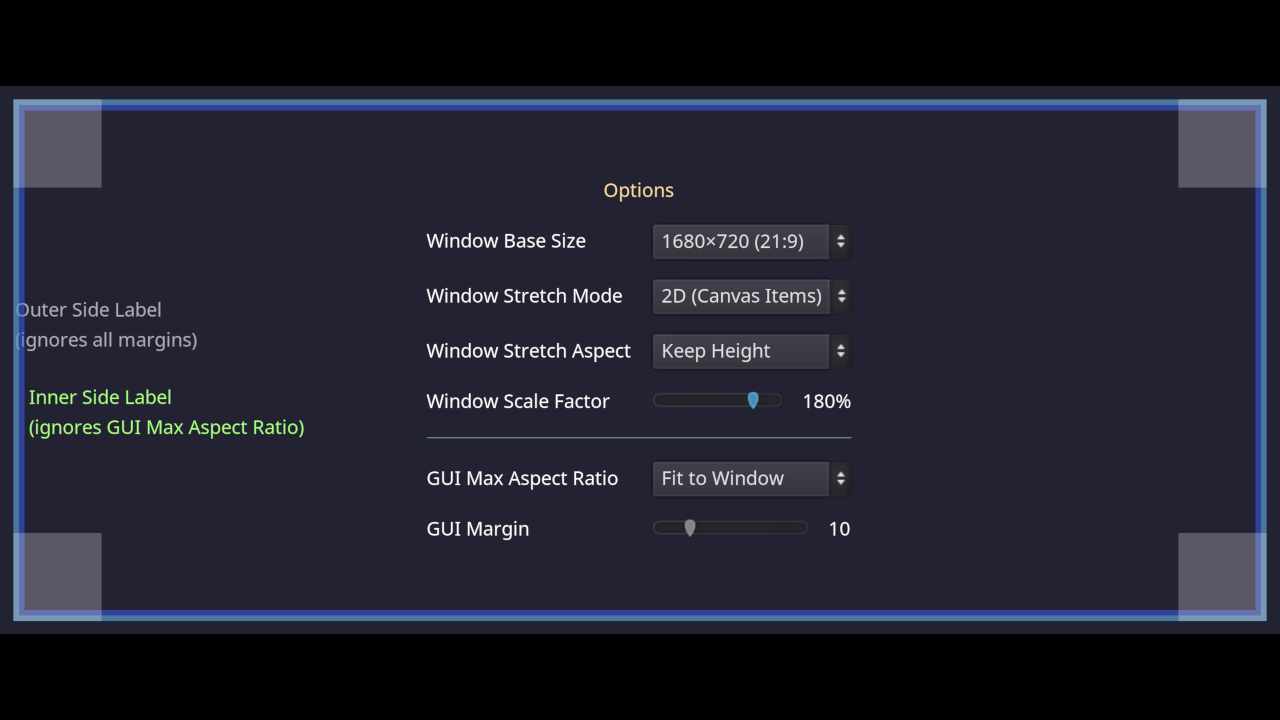 Options
Window Base Size 1680×720 (21:9)
Window Stretch Mode 2D (Canvas Items)
Outer Side Label
(ignores all margins)
Window Stretch Aspect Keep Height
Inner Side Label
(ignores GUI Max Aspect Ratio)
Window Scale Factor 180%
GUI Max Aspect Ratio Fit to Window
GUI Margin 10